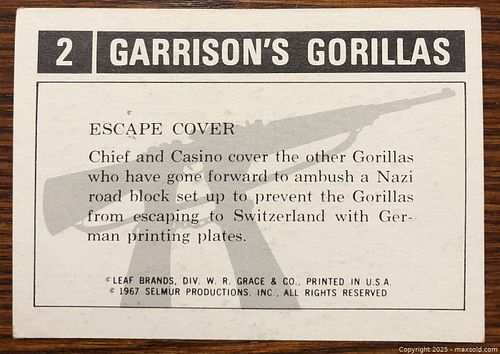 2 GARRISON'S GORILLAS
ESCAPE COVER
Chief and Casino cover the other Gorillas
who have gone forward to ambush a Nazi
road block set up to prevent the Gorillas
from escaping to Switzerland with Ger-
man printing plates.
© LEAF BRANDS, DIV. W. R. GRACE & CO., PRINTED IN U.S.A.
© 1967 SELMUR PRODUCTIONS, INC., ALL RIGHTS RESERVED
Copyright 2025 - maxsold.com